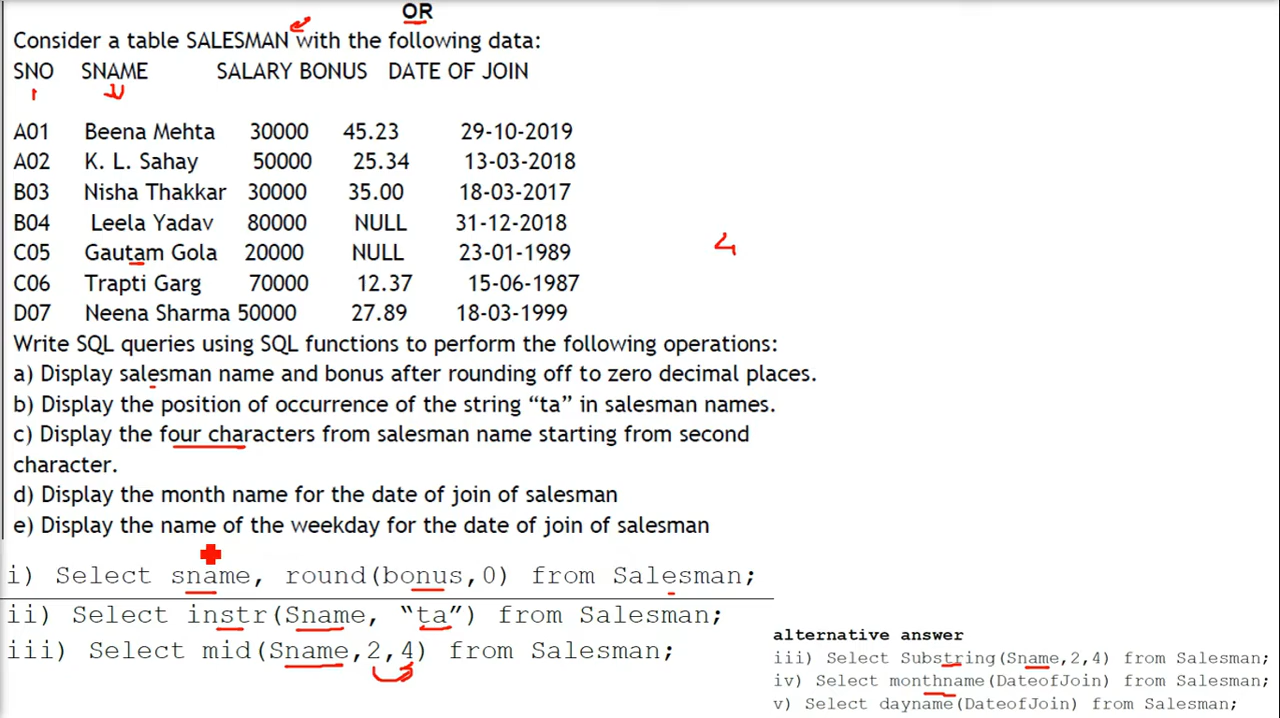 OR
Consider a table SALESMAN with the following data:
SNO SNAME SALARY BONUS DATE OF JOIN
A01 Beena Mehta 30000 45.23 29-10-2019
A02 K. L. Sahay 50000 25.34 13-03-2018
B03 Nisha Thakkar 30000 35.00 18-03-2017
B04 Leela Yadav 80000 NULL 31-12-2018
C05 Gautam Gola 20000 NULL 23-01-1989
4
C06 Trapti Garg 70000 12.37 15-06-1987
D07 Neena Sharma 50000 27.89 18-03-1999
Write SQL queries using SQL functions to perform the following operations:
a) Display salesman name and bonus after rounding off to zero decimal places.
b) Display the position of occurrence of the string “ta” in salesman names.
c) Display the four characters from salesman name starting from second
character.
d) Display the month name for the date of join of salesman
e) Display the name of the weekday for the date of join of salesman
i) Select sname, round(bonus,0) from Salesman;
ii) Select instr(Sname, “ta”) from Salesman;
iii) Select mid(Sname,2,4) from Salesman;
alternative answer
iii) Select Substring(Sname,2,4) from Salesman;
iv) Select monthname(DateofJoin) from Salesman;
v) Select dayname(DateofJoin) from Salesman;